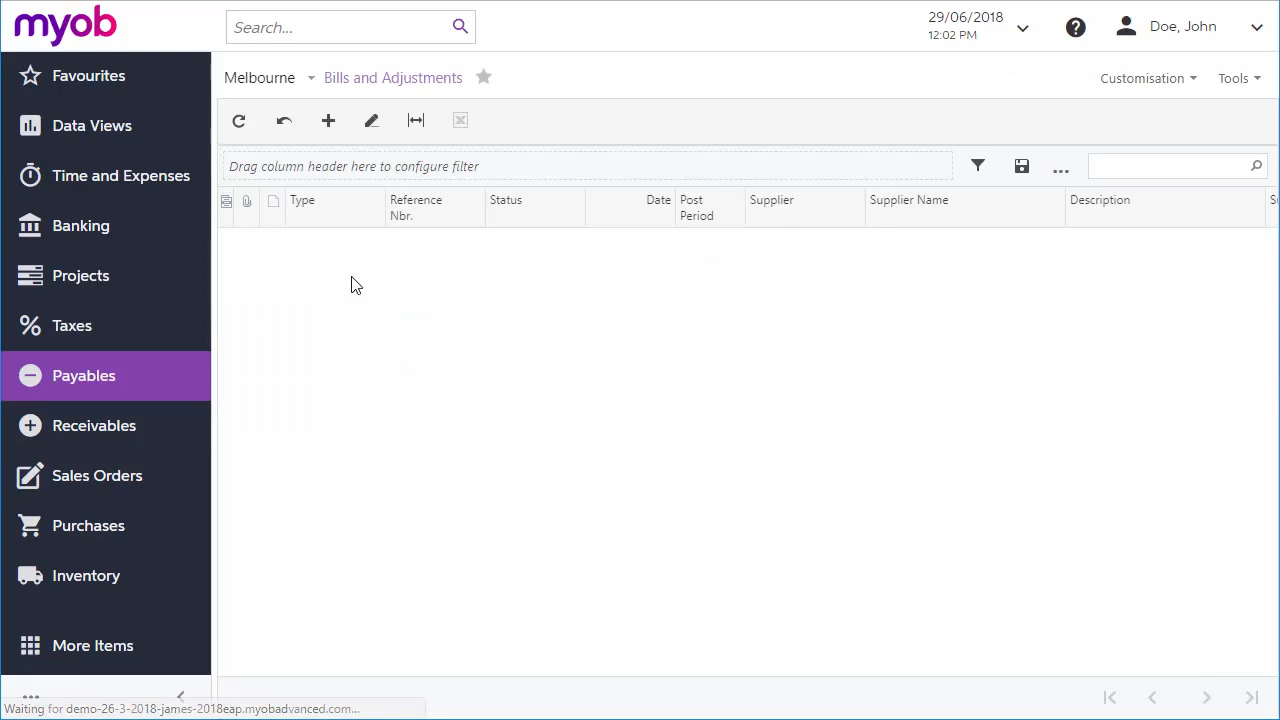 myob
Search...
29/06/2018
12:02 PM
Doe, John
Favourites
Data Views
Time and Expenses
Banking
Projects
Taxes
Payables
Receivables
Sales Orders
Purchases
Inventory
More Items
Melbourne
Bills and Adjustments
Customisation
Tools
Drag column header here to configure filter
...
Type
Reference Nbr.
Status
Date
Post Period
Supplier
Supplier Name
Description
Waiting for demo-26-3-2018-james-2018eap.myobadvanced.com...